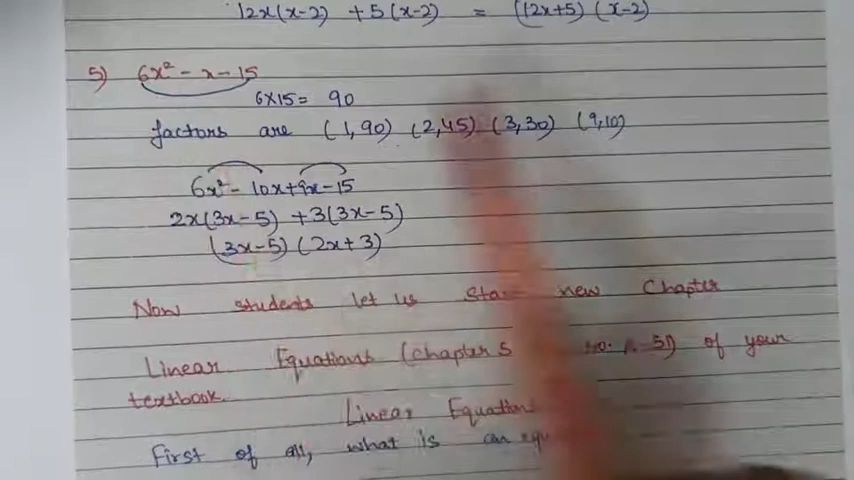 12x(x-2) +5(x-2) = (12x+5) (x-2)
5) 6x² - x - 15
6x15 = 90
factors are (1,90) (2,45) (3,30) (9,10)
6x² - 10x+9x-15
2x(3x-5) +3(3x-5)
(3x-5) (2x+3)
Now students let us new Chapter
Linear Equations (chapter 5 of your
textbook.
Linear Equation
First of all, what is an